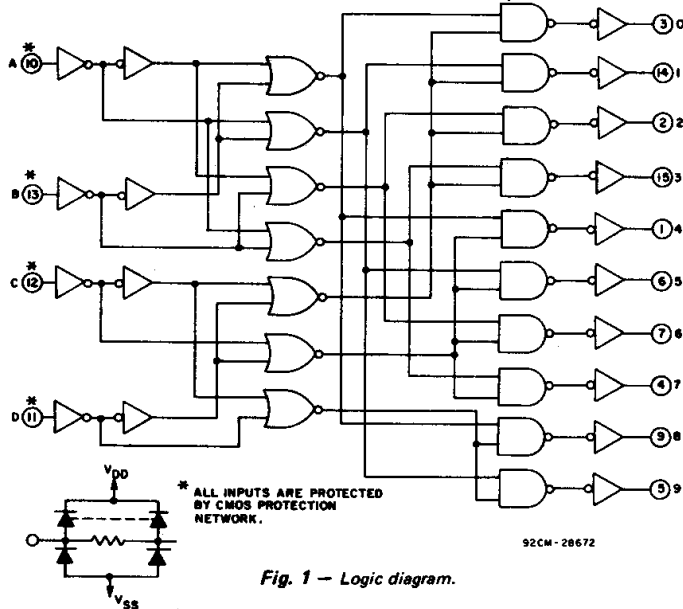 A * 10
3 0
14 1
2 2
B * 13
15 3
1 4
C * 12
6 5
7 6
4 7
D * 11
9 8
5 9
VDD
* ALL INPUTS ARE PROTECTED
BY CMOS PROTECTION
NETWORK.
VSS
92CM-28672
Fig. 1 — Logic diagram.